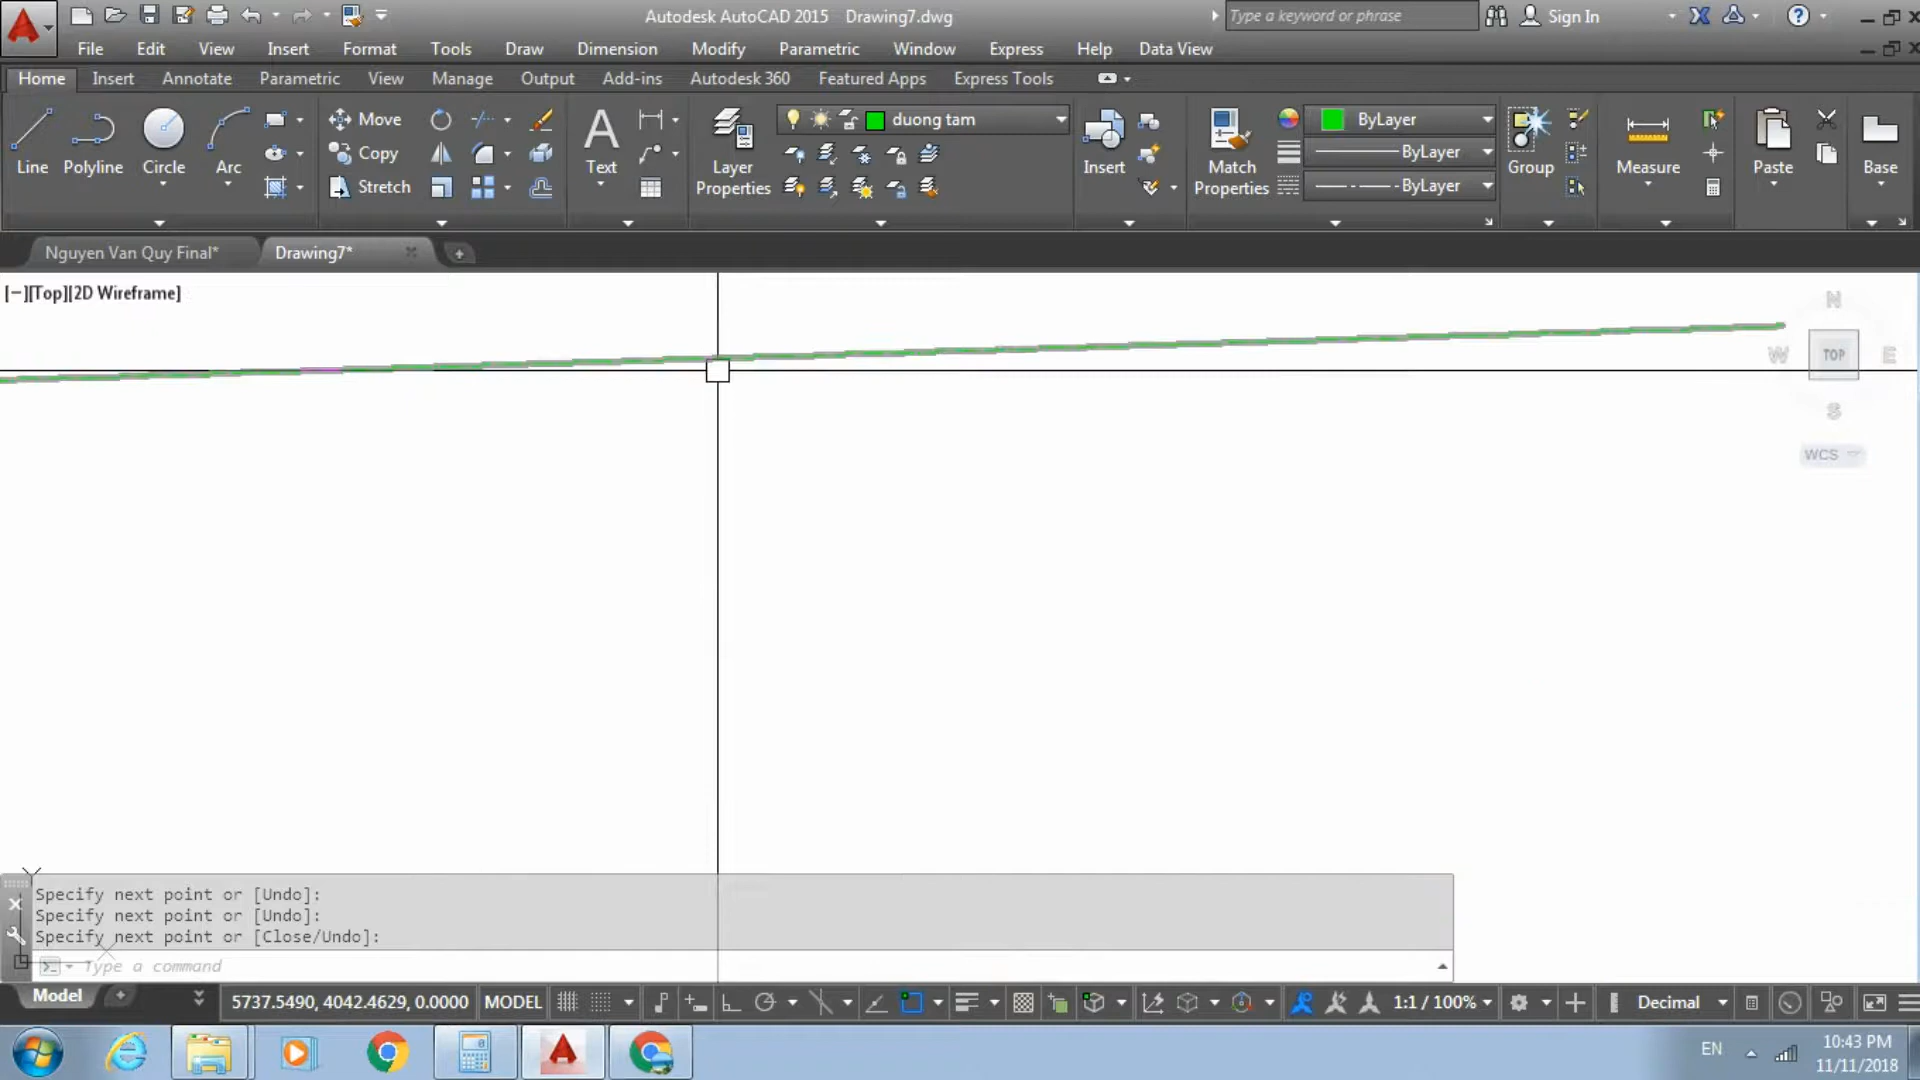 Autodesk AutoCAD 2015 Drawing7.dwg
Type a keyword or phrase
Sign In
File Edit View Insert Format Tools Draw Dimension Modify Parametric Window Express Help Data View
Home Insert Annotate Parametric View Manage Output Add-ins Autodesk 360 Featured Apps Express Tools
Line Polyline Circle Arc
Move
Copy
Stretch
Text
Layer Properties
duong tam
Insert
Match Properties
ByLayer
ByLayer
ByLayer
Group
Measure
Paste
Base
Nguyen Van Quy Final*
Drawing7*
[−][Top][2D Wireframe]
N
W TOP E
S
WCS
Specify next point or [Undo]:
Specify next point or [Undo]:
Specify next point or [Close/Undo]:
Type a command
Model
5737.5490, 4042.4629, 0.0000 MODEL
1:1 / 100%
Decimal
EN
10:43 PM
11/11/2018